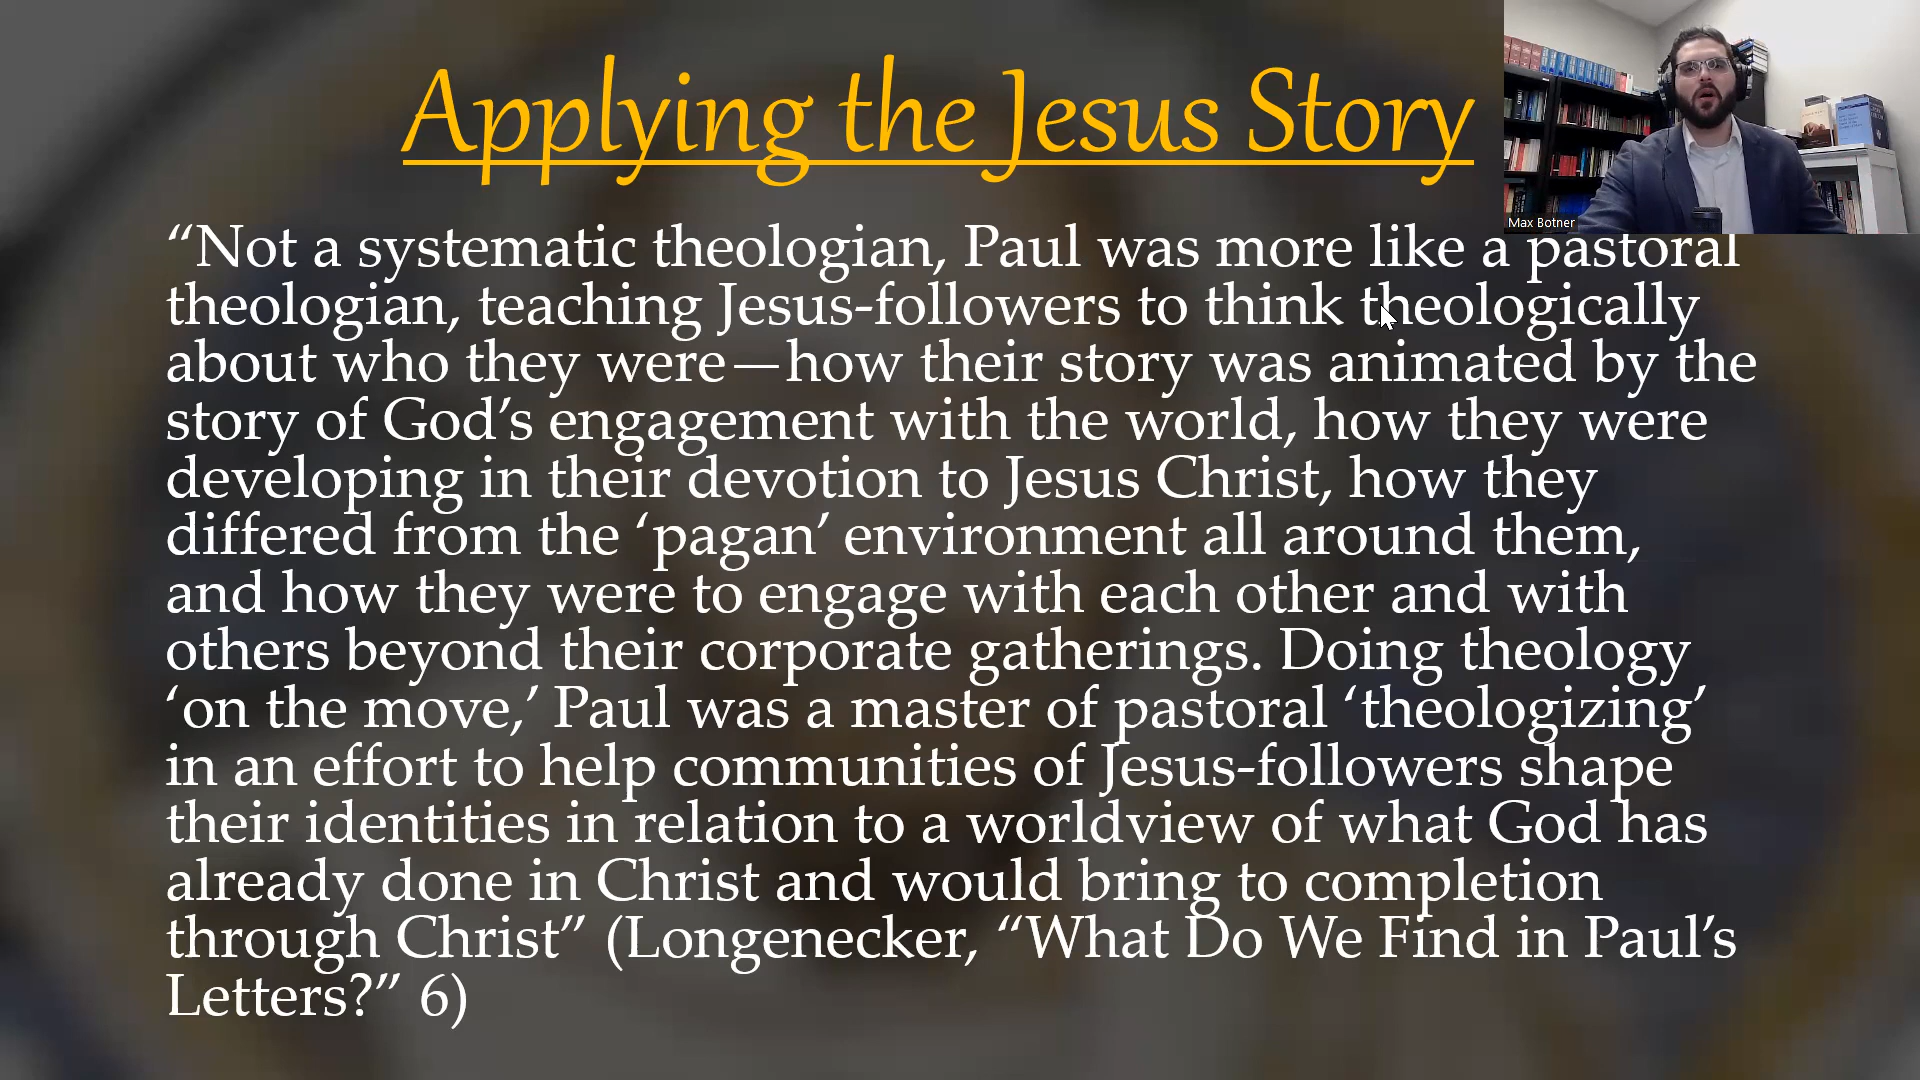 Applying the Jesus Story
Max Botner
“Not a systematic theologian, Paul was more like a pastoral
theologian, teaching Jesus-followers to think theologically
about who they were—how their story was animated by the
story of God’s engagement with the world, how they were
developing in their devotion to Jesus Christ, how they
differed from the ‘pagan’ environment all around them,
and how they were to engage with each other and with
others beyond their corporate gatherings. Doing theology
‘on the move,’ Paul was a master of pastoral ‘theologizing’
in an effort to help communities of Jesus-followers shape
their identities in relation to a worldview of what God has
already done in Christ and would bring to completion
through Christ” (Longenecker, “What Do We Find in Paul’s
Letters?” 6)